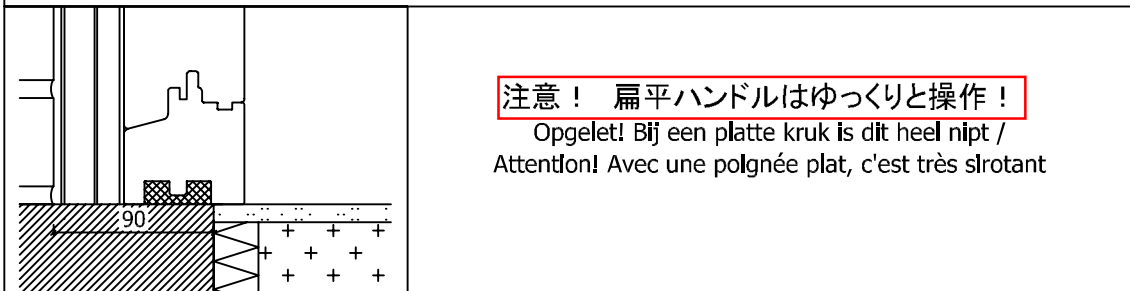 注意！　扁平ハンドルはゆっくりと操作！
Opgelet! Bij een platte kruk is dit heel nipt /
Attention! Avec une poignée plat, c'est très sirotant
90